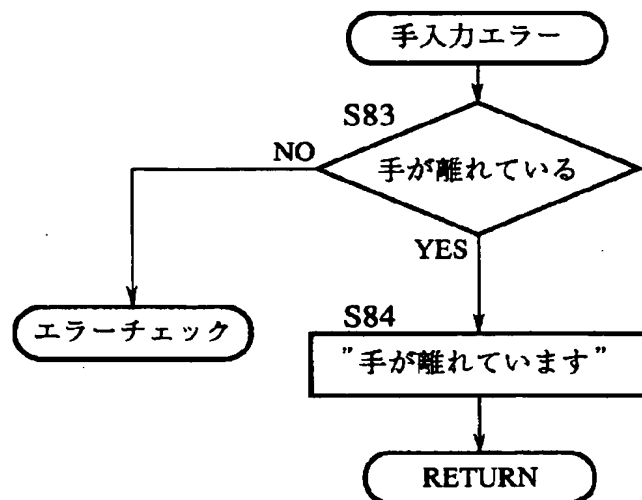 手入力エラー
S83
NO
手が離れている
YES
エラーチェック
S84
"手が離れています"
RETURN